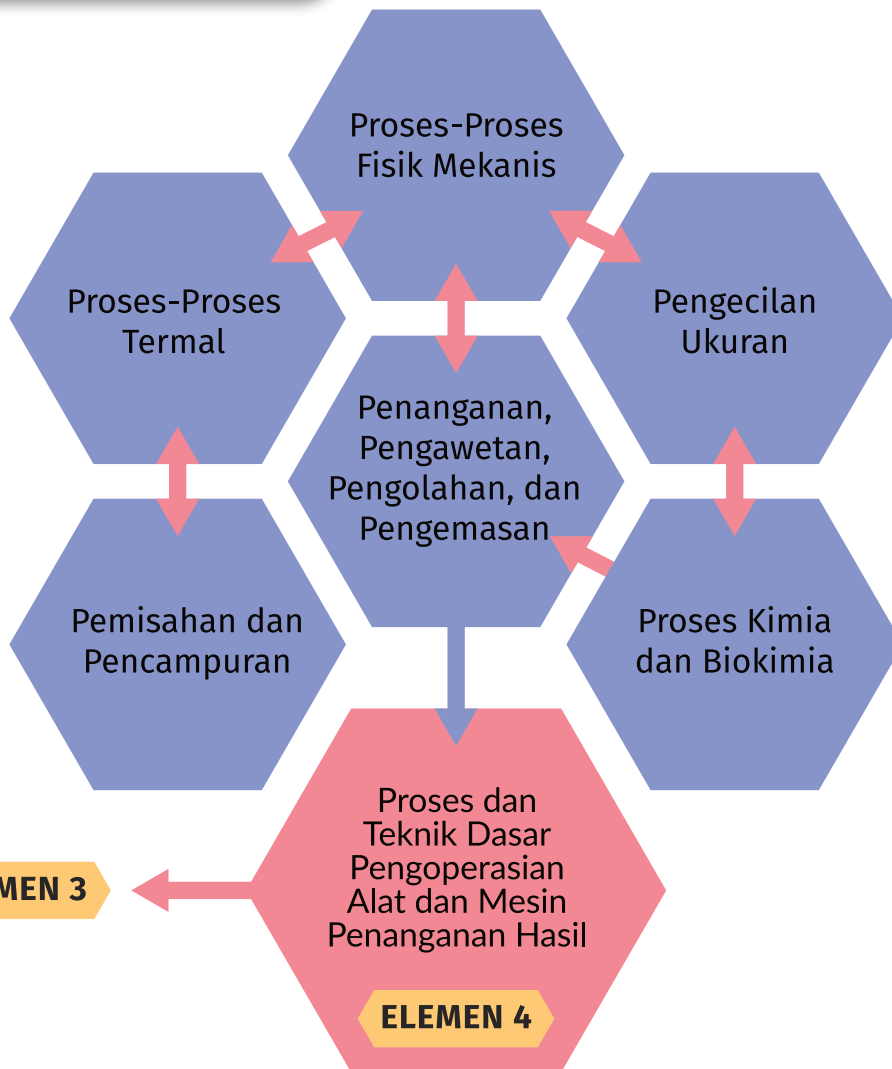 Proses-Proses
Fisik Mekanis
Proses-Proses
Termal
Pengecilan
Ukuran
Penanganan,
Pengawetan,
Pengolahan, dan
Pengemasan
Pemisahan dan
Pencampuran
Proses Kimia
dan Biokimia
Proses dan
Teknik Dasar
Pengoperasian
Alat dan Mesin
Penanganan Hasil
MEN 3
ELEMEN 4